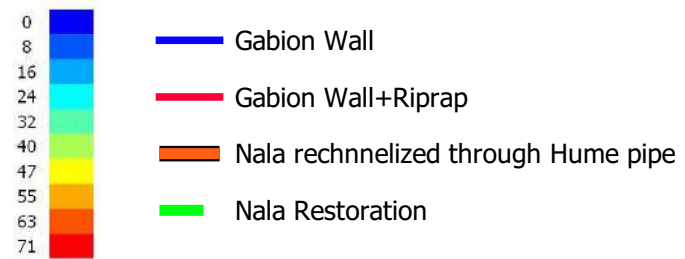 0
8
16
24
32
40
47
55
63
71
Gabion Wall
Gabion Wall+Riprap
Nala rechnnelized through Hume pipe
Nala Restoration